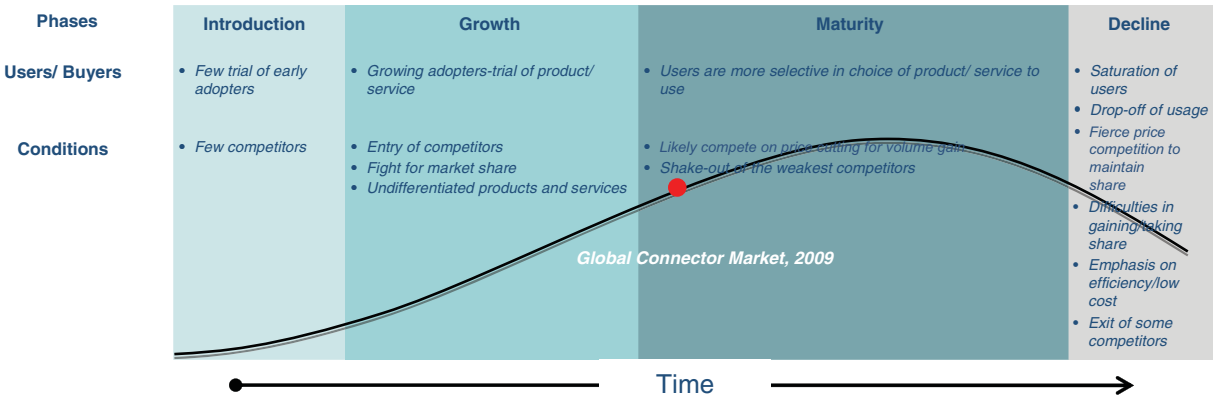 Phases
Introduction
Growth
Maturity
Decline
Users/ Buyers
• Few trial of early
adopters
• Growing adopters-trial of product/
service
• Users are more selective in choice of product/ service to
use
• Saturation of
users
• Drop-off of usage
• Fierce price
competition to
maintain
share
• Difficulties in
gaining/taking
share
• Emphasis on
efficiency/low
cost
• Exit of some
competitors
Conditions
• Few competitors
• Entry of competitors
• Fight for market share
• Undifferentiated products and services
• Likely compete on price cutting for volume gain
• Shake-out of the weakest competitors
Global Connector Market, 2009
Time